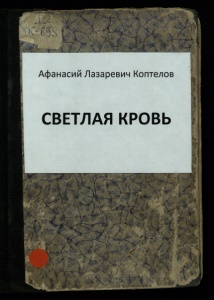 Афанасий Лазаревич Коптелов
СВЕТЛАЯ КРОВЬ